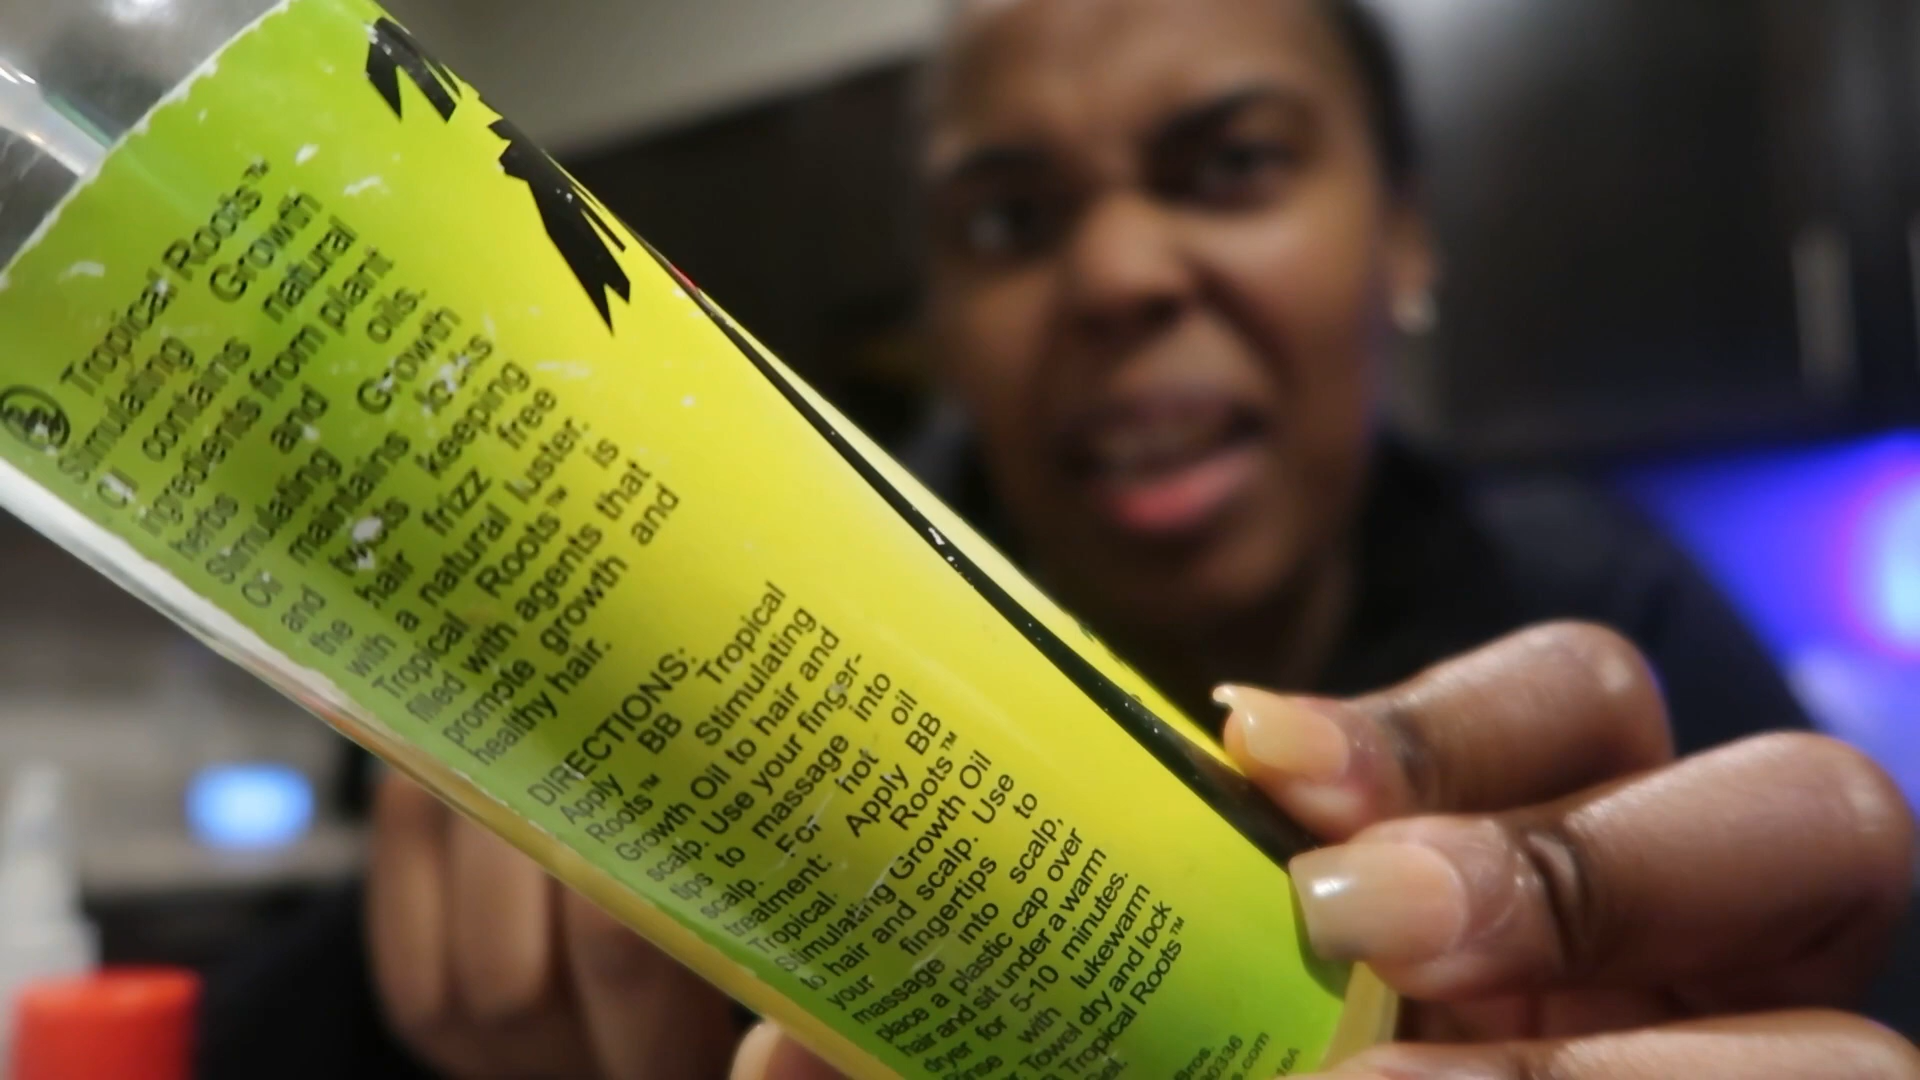 BB
Tropical Roots™
Stimulating Growth
Oil contains natural
ingredients from plant
herbs and oils.
Stimulating Growth
Oil maintains locks
and keeping
the hair frizz free
with a natural luster.
Tropical Roots™ is
filled with agents that
promote growth and
healthy hair.
DIRECTIONS:
Apply BB Tropical
Roots™ Stimulating
Growth Oil to hair and
scalp. Use your finger-
tips to massage into
scalp. For hot oil
treatment: Apply BB
Tropical Roots™
Stimulating Growth Oil
to hair and scalp. Use
your fingertips to
massage into scalp,
place a plastic cap over
hair and sit under a warm
dryer for 5-10 minutes.
Rinse with lukewarm
Towel dry and lock
Tropical Roots™
Gel.
Bros.
30336